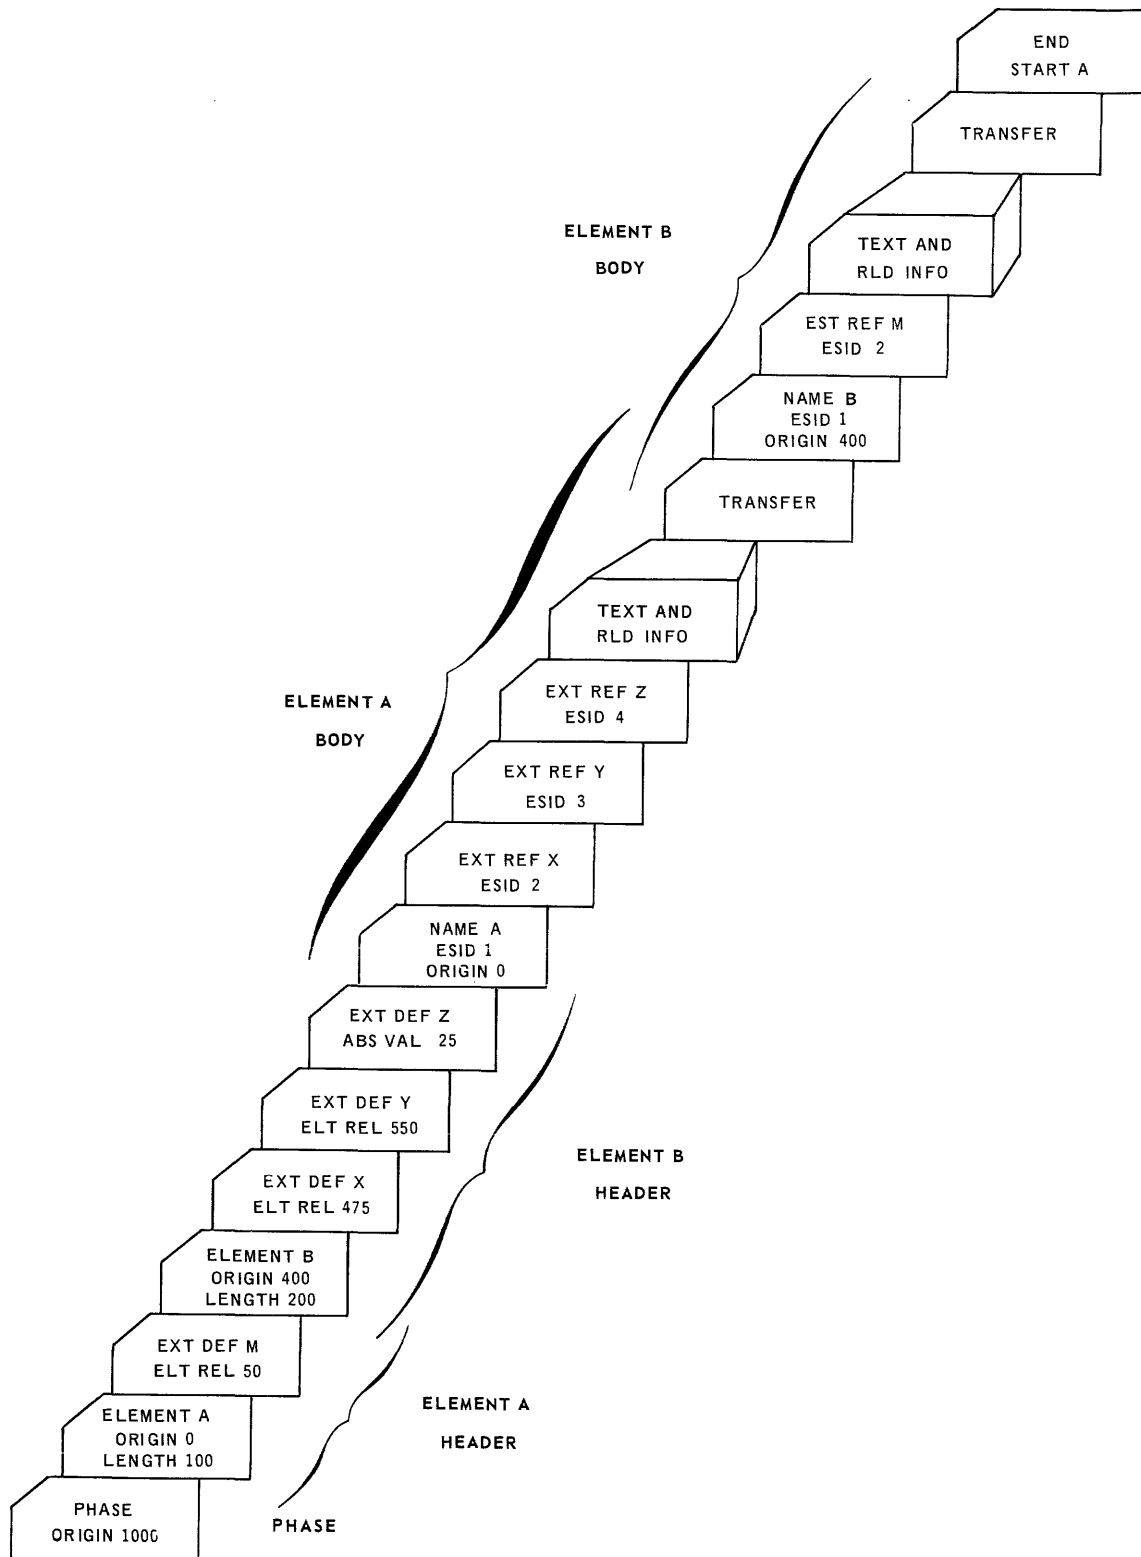 END
START A
TRANSFER
TEXT AND
RLD INFO
ELEMENT B
BODY
EST REF M
ESID 2
NAME B
ESID 1
ORIGIN 400
TRANSFER
TEXT AND
RLD INFO
EXT REF Z
ESID 4
ELEMENT A
BODY
EXT REF Y
ESID 3
EXT REF X
ESID 2
NAME A
ESID 1
ORIGIN 0
EXT DEF Z
ABS VAL 25
EXT DEF Y
ELT REL 550
ELEMENT B
HEADER
EXT DEF X
ELT REL 475
ELEMENT B
ORIGIN 400
LENGTH 200
EXT DEF M
ELT REL 50
ELEMENT A
HEADER
ELEMENT A
ORIGIN 0
LENGTH 100
PHASE
ORIGIN 1000
PHASE